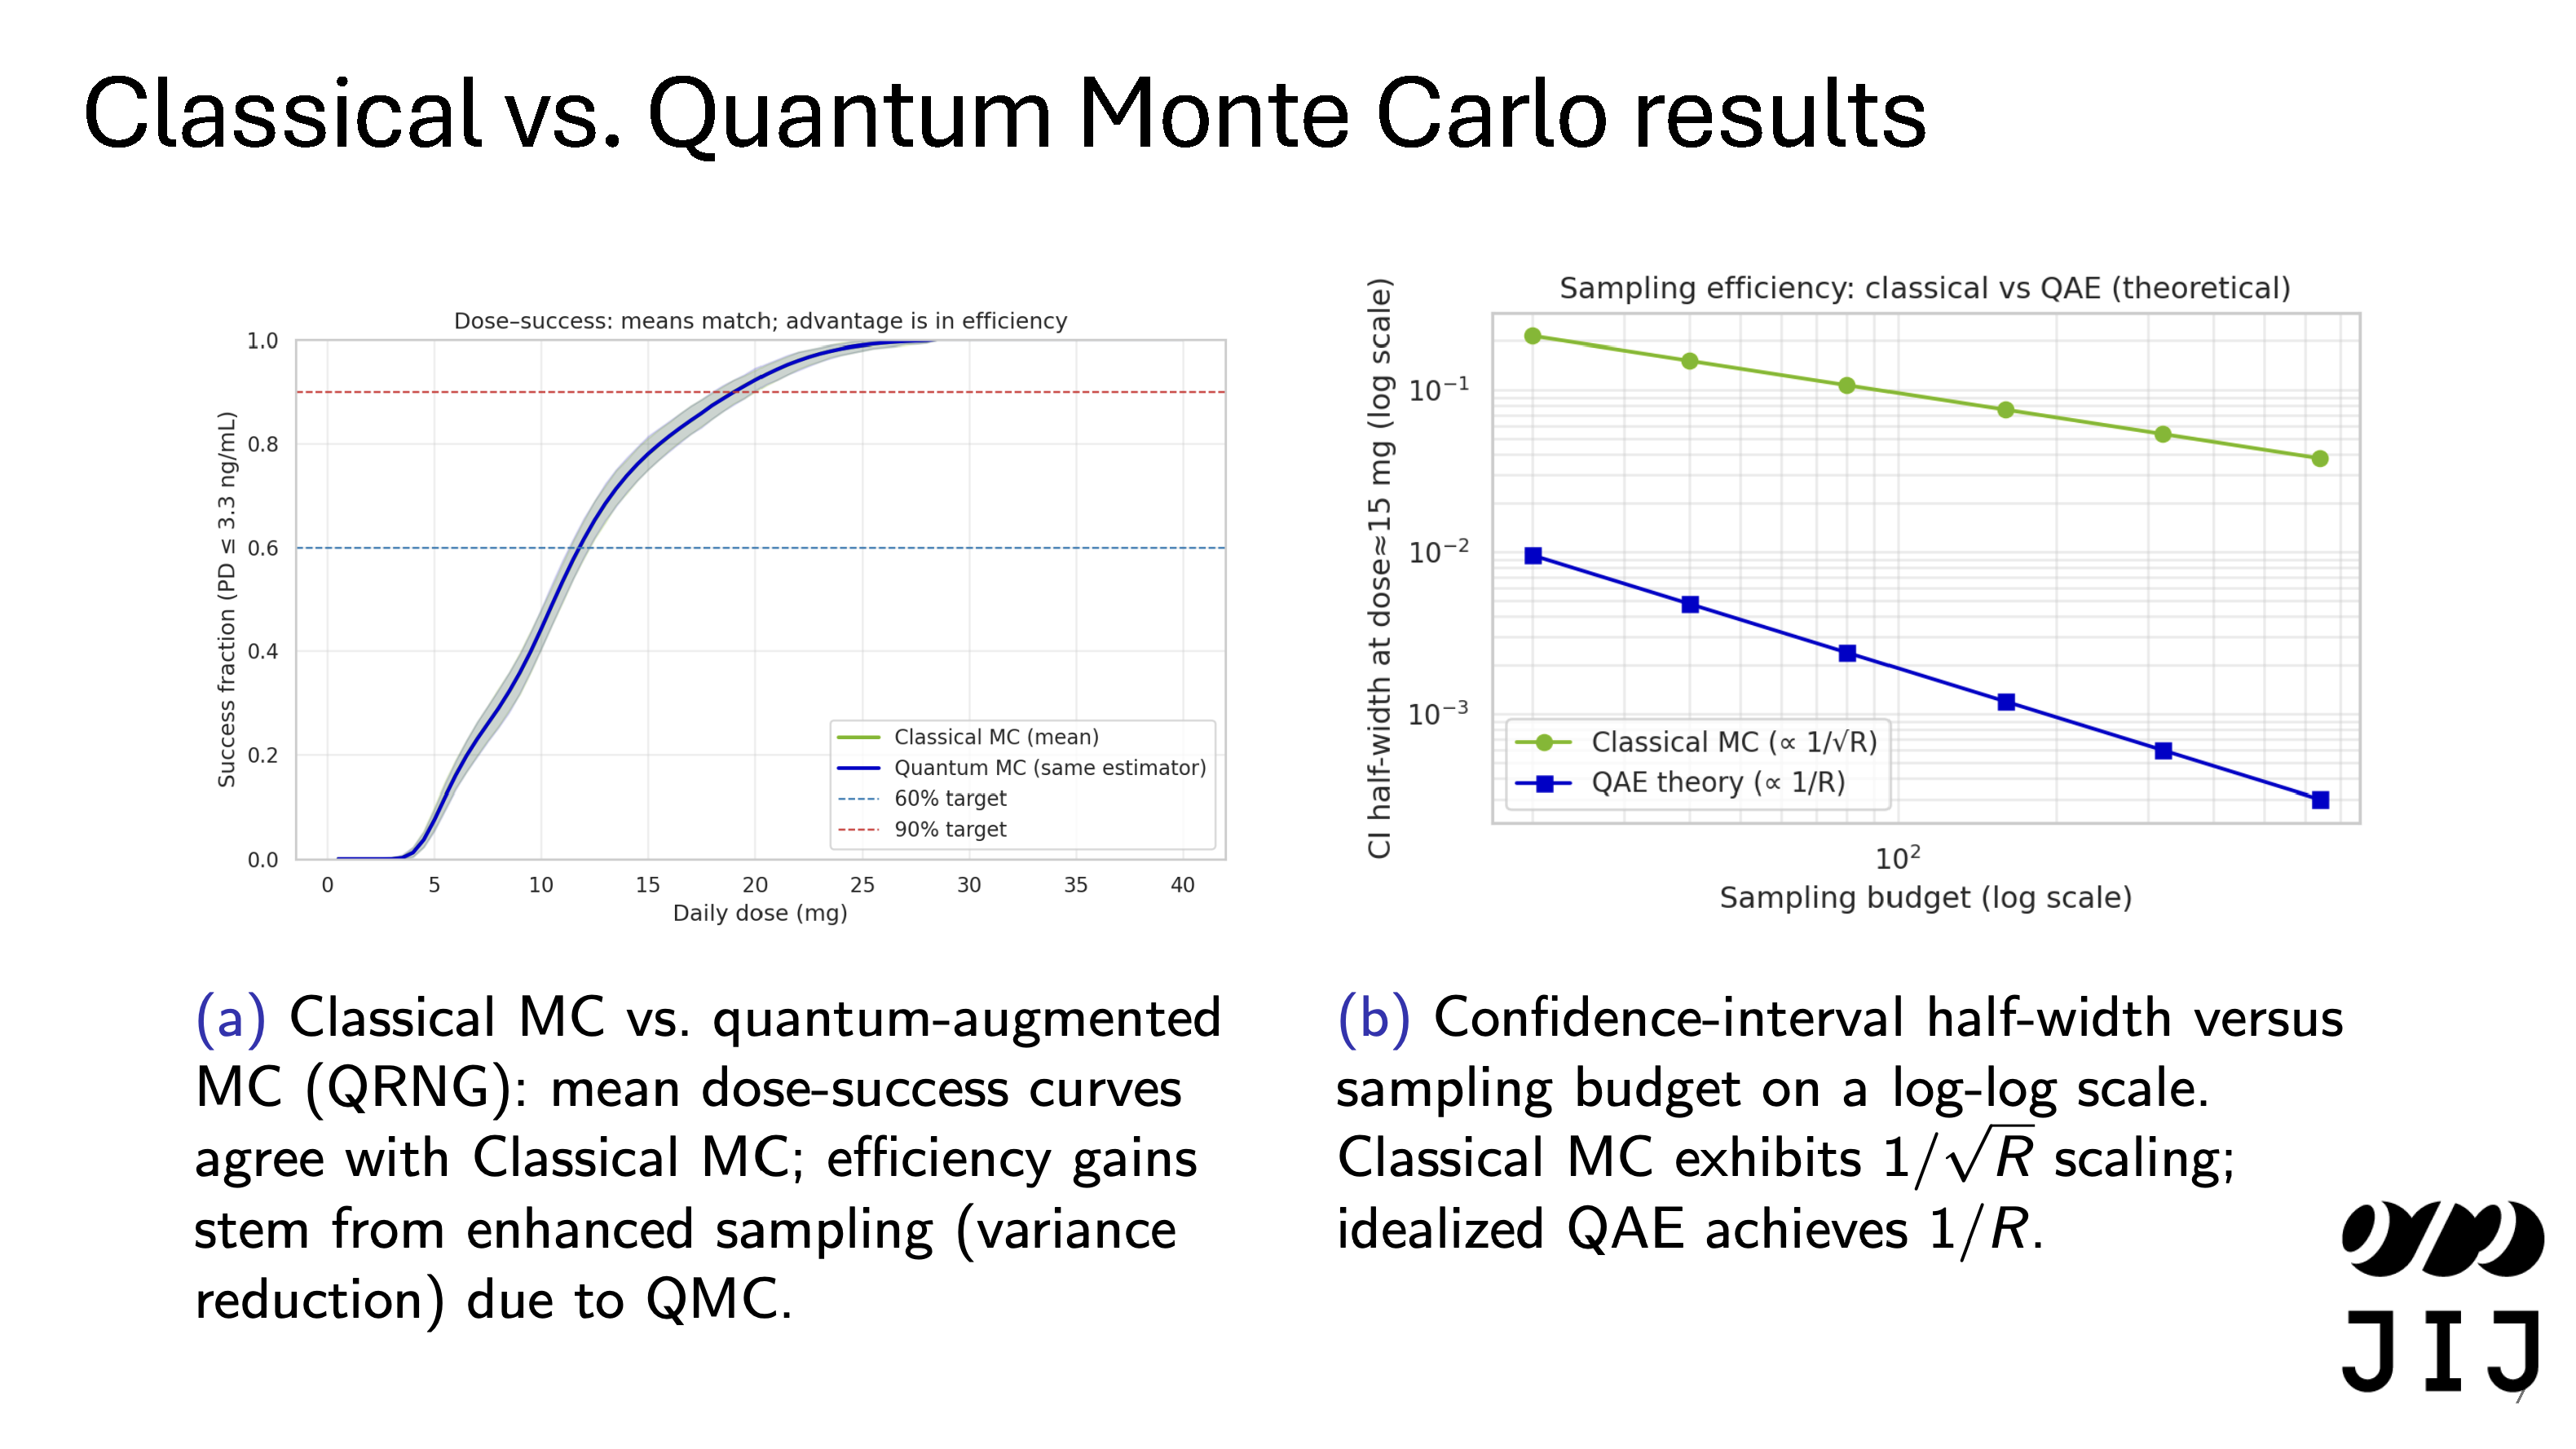 Classical vs. Quantum Monte Carlo results
Dose–success: means match; advantage is in efficiency
Success fraction (PD ≤ 3.3 ng/mL)
1.0
0.8
0.6
0.4
0.2
0.0
Classical MC (mean)
Quantum MC (same estimator)
60% target
90% target
0 5 10 15 20 25 30 35 40
Daily dose (mg)
Sampling efficiency: classical vs QAE (theoretical)
CI half-width at dose≈15 mg (log scale)
10⁻¹
10⁻²
10⁻³
Classical MC (∝ 1/√R)
QAE theory (∝ 1/R)
10²
Sampling budget (log scale)
(a) Classical MC vs. quantum-augmented
MC (QRNG): mean dose-success curves
agree with Classical MC; efficiency gains
stem from enhanced sampling (variance
reduction) due to QMC.
(b) Confidence-interval half-width versus
sampling budget on a log-log scale.
Classical MC exhibits 1/√R scaling;
idealized QAE achieves 1/R.
JIJ